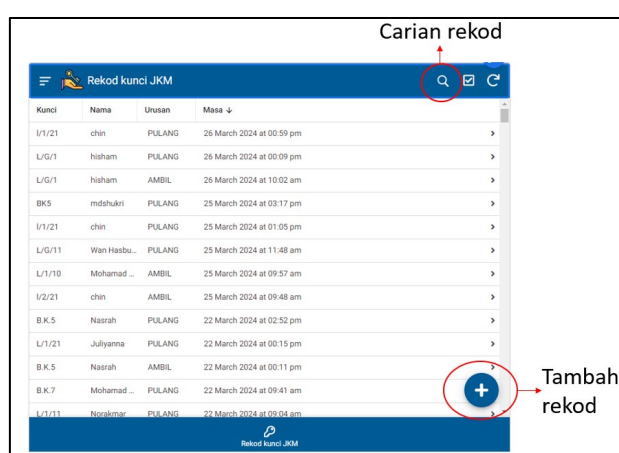 Carian rekod
Rekod kunci JKM
Kunci Nama Urusan Masa ↓
I/1/21 chin PULANG 26 March 2024 at 00:59 pm
L/G/1 hisham PULANG 26 March 2024 at 00:09 pm
L/G/1 hisham AMBIL 26 March 2024 at 10:02 am
BK5 mdshukri PULANG 25 March 2024 at 03:17 pm
I/1/21 chin PULANG 25 March 2024 at 01:05 pm
L/G/11 Wan Hasbu... PULANG 25 March 2024 at 11:48 am
L/1/10 Mohamad ... AMBIL 25 March 2024 at 09:57 am
I/2/21 chin AMBIL 25 March 2024 at 09:48 am
B.K.5 Nasrah PULANG 22 March 2024 at 02:52 pm
L/1/21 Juliyanna PULANG 22 March 2024 at 00:15 pm
B.K.5 Nasrah AMBIL 22 March 2024 at 00:11 pm
B.K.7 Mohamad ... PULANG 22 March 2024 at 09:41 am
L/1/11 Norakmar PULANG 22 March 2024 at 09:04 am
Tambah
rekod
Rekod kunci JKM